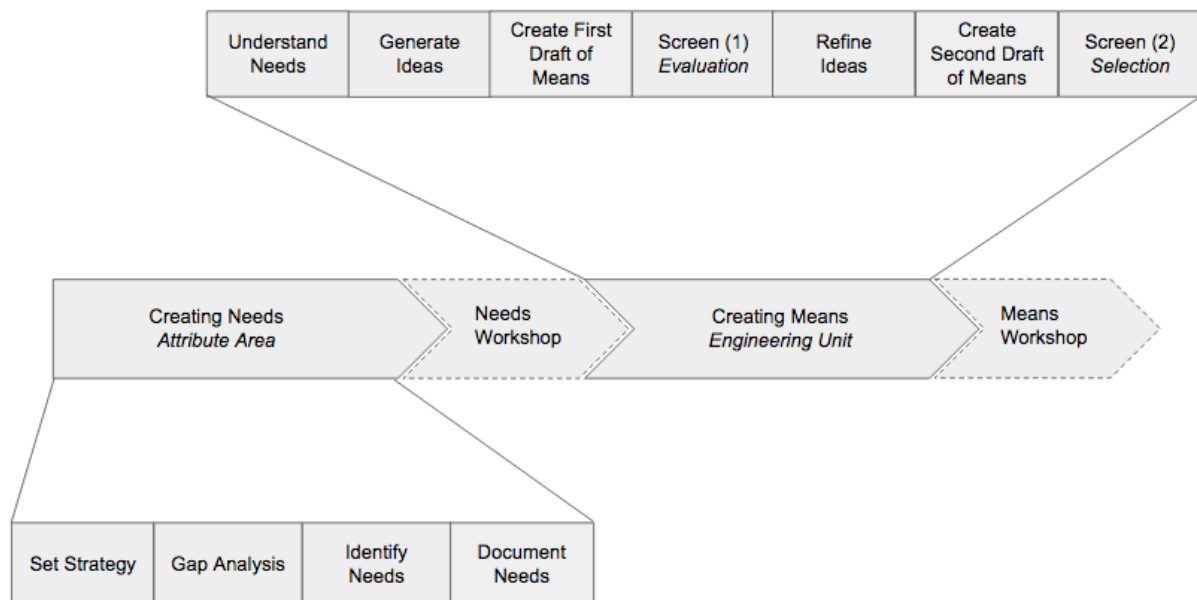 Understand
Needs
Generate
Ideas
Create First
Draft of
Means
Screen (1)
Evaluation
Refine
Ideas
Create
Second Draft
of Means
Screen (2)
Selection
Creating Needs
Attribute Area
Needs
Workshop
Creating Means
Engineering Unit
Means
Workshop
Set Strategy
Gap Analysis
Identify
Needs
Document
Needs